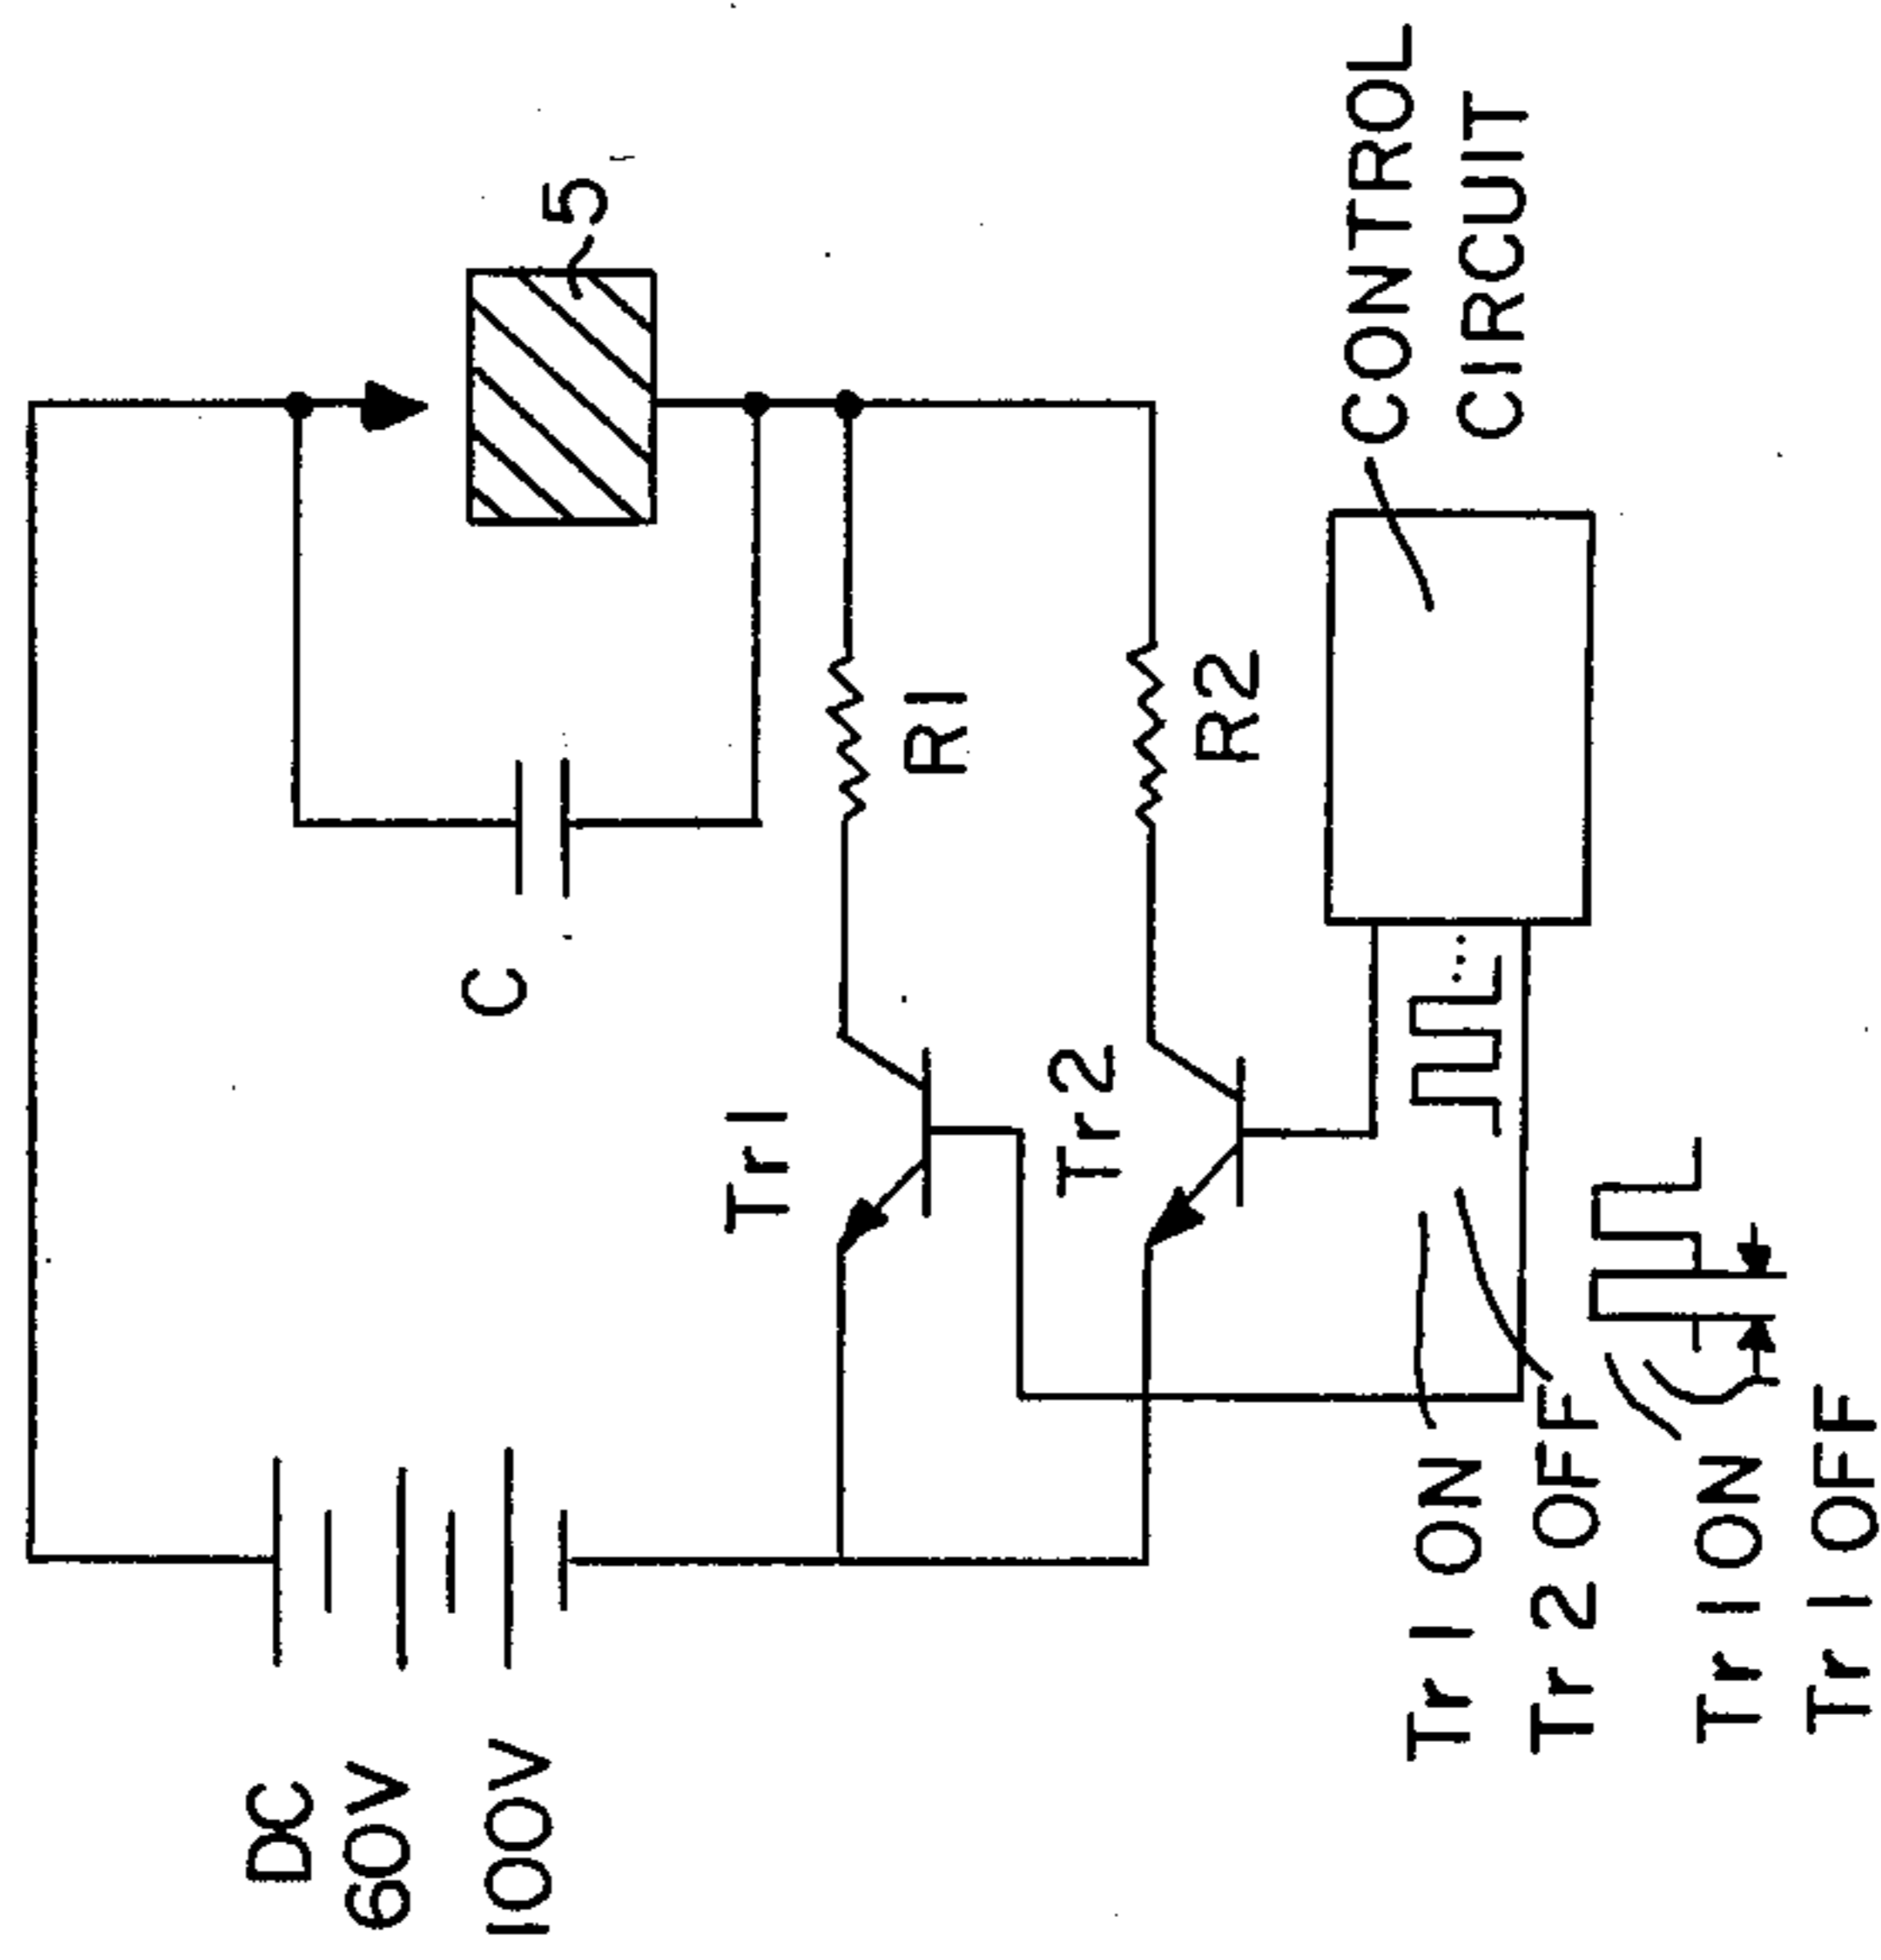 DC
60V
100V
C
5
Tr1
R1
Tr2
R2
CONTROL
CIRCUIT
Tr1 ON
Tr2 OFF
Tr1 ON
Tr1 OFF